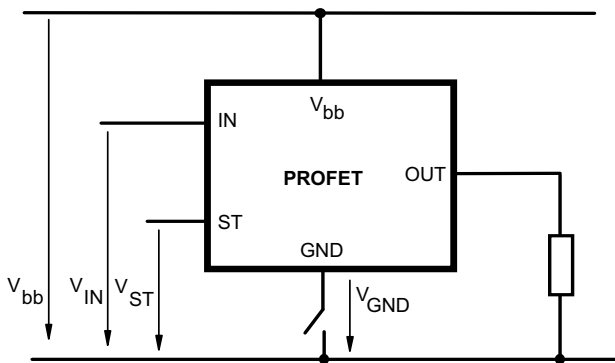 V_bb
IN
PROFET
OUT
ST
GND
V_bb
V_IN
V_ST
V_GND